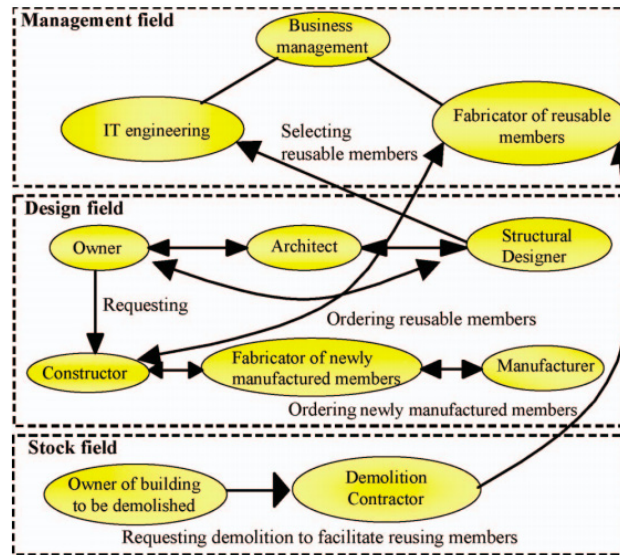 Management field
Business
management
IT engineering
Fabricator of reusable
members
Selecting
reusable members
Design field
Owner
Architect
Structural
Designer
Requesting
Ordering reusable members
Constructor
Fabricator of newly
manufactured members
Manufacturer
Ordering newly manufactured members
Stock field
Owner of building
to be demolished
Demolition
Contractor
Requesting demolition to facilitate reusing members